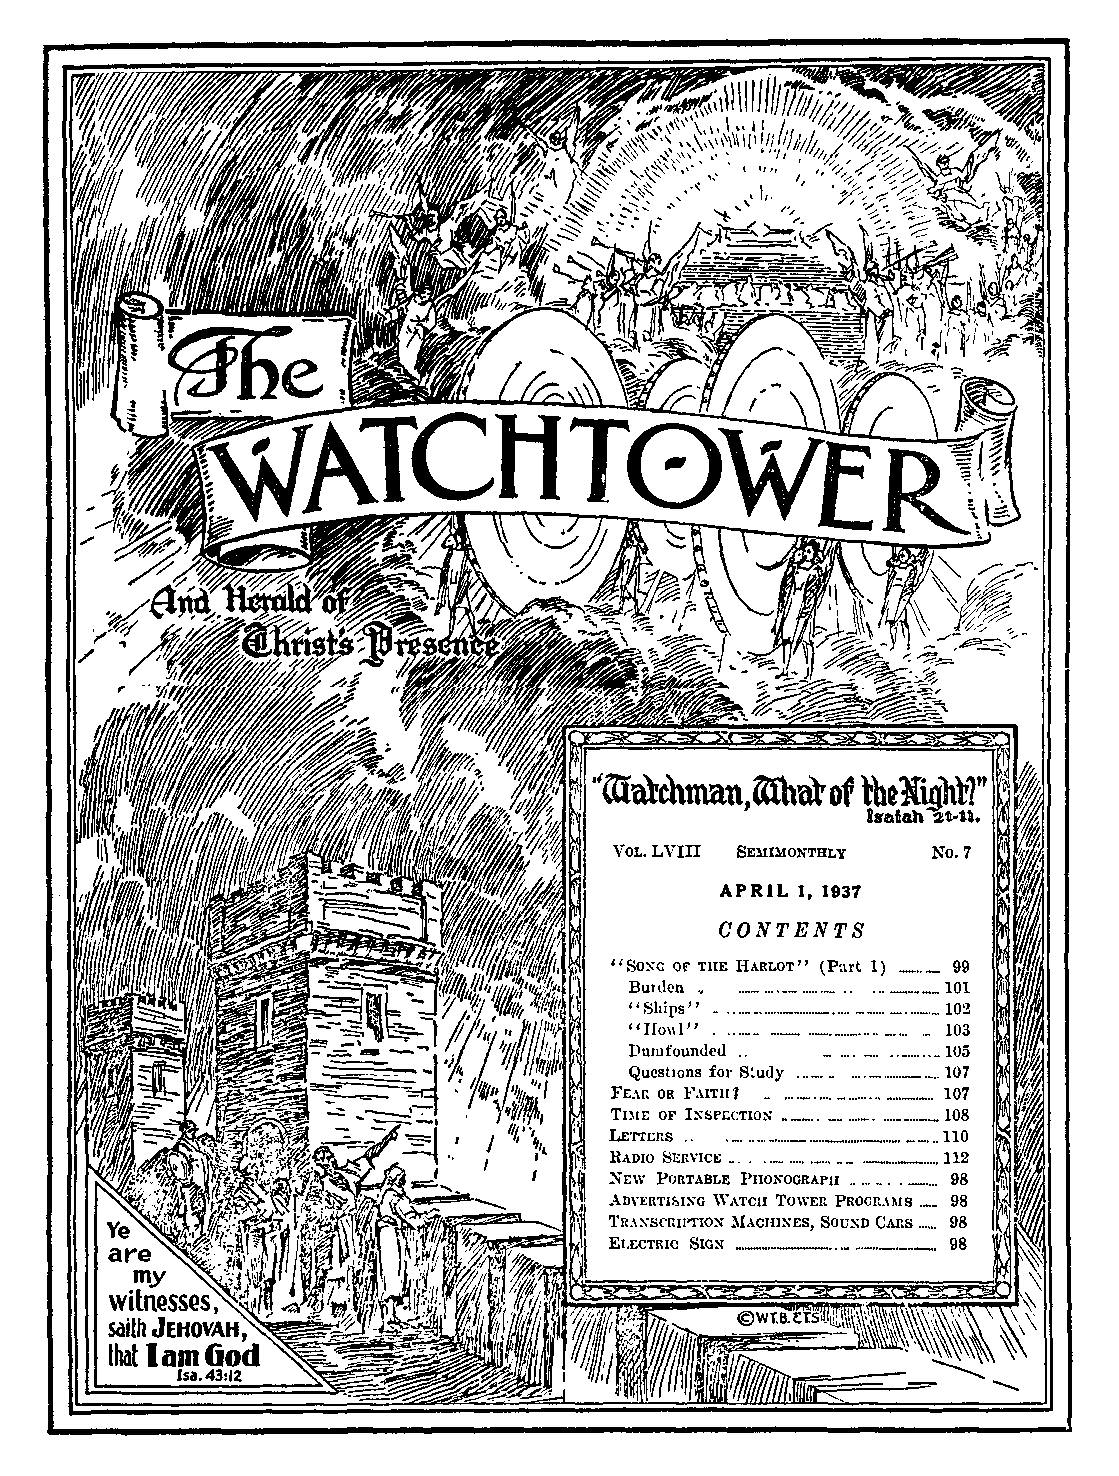 The
WATCHTOWER
And Herald of
Christ's Presence
"Watchman, What of the Night?"
Isaiah 21-11.
VOL. LVIII SEMIMONTHLY No. 7
APRIL 1, 1937
CONTENTS
"SONG OF THE HARLOT" (Part 1) 99
Burden 101
"Ships" 102
"Howl" 103
Dumfounded 105
Questions for Study 107
FEAR OR FAITH? 107
TIME OF INSPECTION 108
LETTERS 110
RADIO SERVICE 112
NEW PORTABLE PHONOGRAPH 98
ADVERTISING WATCH TOWER PROGRAMS 98
TRANSCRIPTION MACHINES, SOUND CARS 98
ELECTRIC SIGN 98
©W.T.B. & T.S.
Ye
are
my
witnesses,
saith JEHOVAH,
that I am God
Isa. 43:12